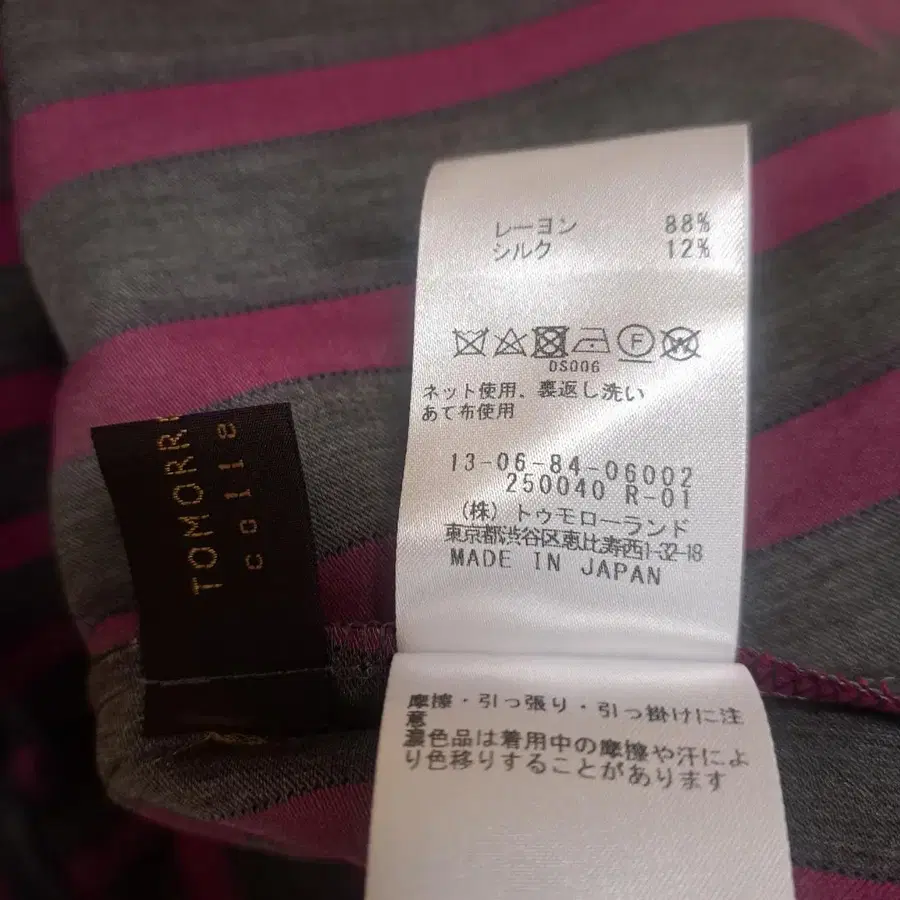 レーヨン 88%
シルク 12%
F W
DS006
ネット使用、裏返し洗い
あて布使用
13-06-84-06002
250040 R-01
(株) トゥモローランド
東京都渋谷区恵比寿西1-32-18
MADE IN JAPAN
摩擦・引っ張り・引っ掛けに注
意
濃色品は着用中の摩擦や汗によ
り色移りすることがあります
TOMORR
colle